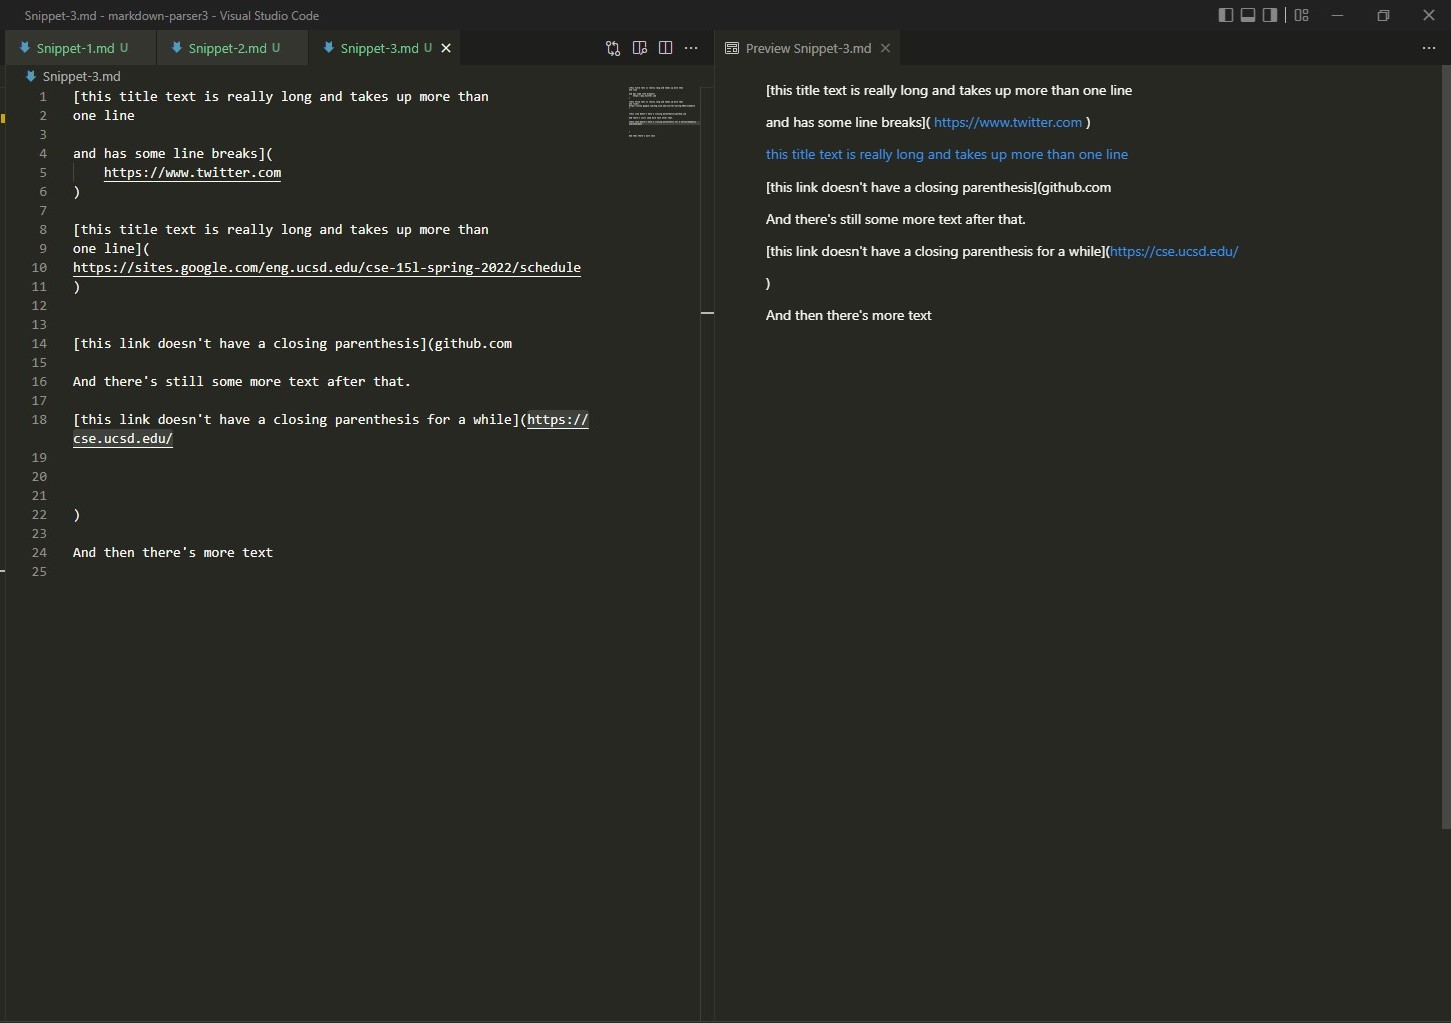 Snippet-3.md - markdown-parser3 - Visual Studio Code
Snippet-1.md U
Snippet-2.md U
Snippet-3.md U
Preview Snippet-3.md
Snippet-3.md
1 [this title text is really long and takes up more than
2 one line
3
4 and has some line breaks](
5     https://www.twitter.com
6 )
7
8 [this title text is really long and takes up more than
9 one line](
10 https://sites.google.com/eng.ucsd.edu/cse-15l-spring-2022/schedule
11 )
12
13
14 [this link doesn't have a closing parenthesis](github.com
15
16 And there's still some more text after that.
17
18 [this link doesn't have a closing parenthesis for a while](https://
cse.ucsd.edu/
19
20
21
22 )
23
24 And then there's more text
25
[this title text is really long and takes up more than one line
and has some line breaks]( https://www.twitter.com )
this title text is really long and takes up more than one line
[this link doesn't have a closing parenthesis](github.com
And there's still some more text after that.
[this link doesn't have a closing parenthesis for a while](https://cse.ucsd.edu/
)
And then there's more text